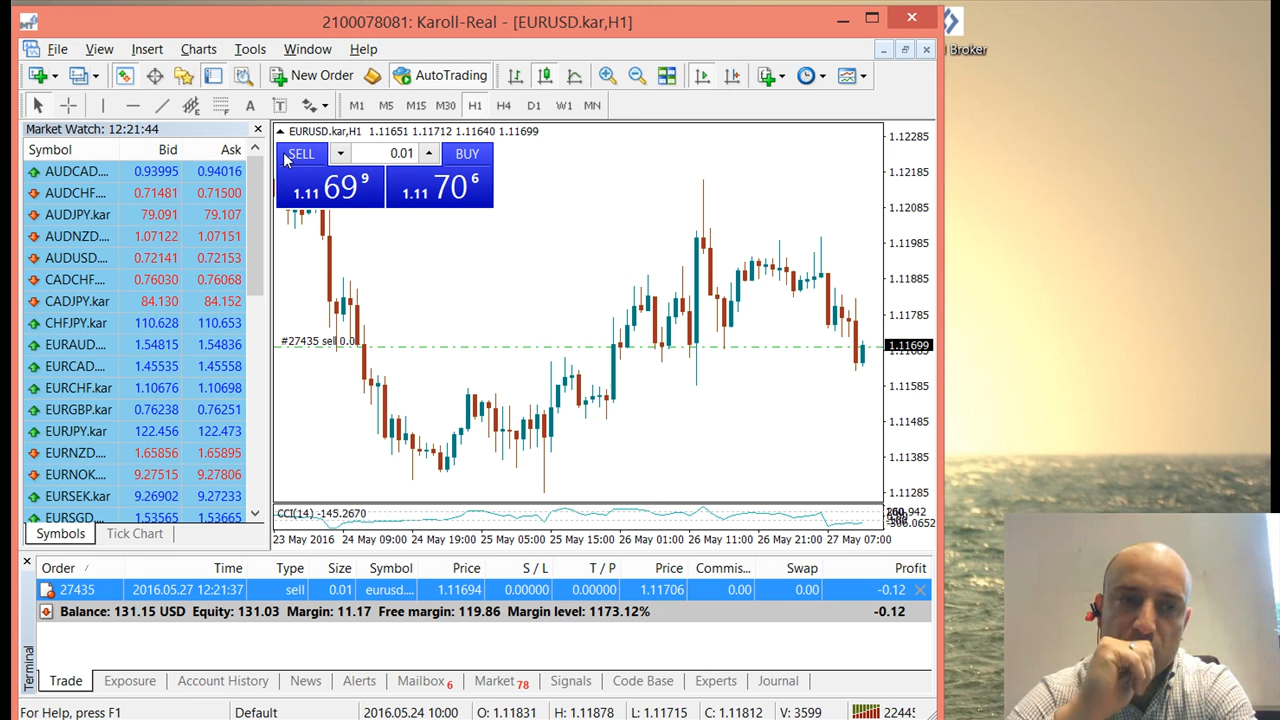 2100078081: Karoll-Real - [EURUSD.kar,H1]
Broker
File View Insert Charts Tools Window Help
New Order AutoTrading
A T M1 M5 M15 M30 H1 H4 D1 W1 MN
Market Watch: 12:21:44
Symbol Bid Ask
AUDCAD.... 0.93995 0.94016
AUDCHF.... 0.71481 0.71500
AUDJPY.kar 79.091 79.107
AUDNZD.... 1.07122 1.07151
AUDUSD.... 0.72141 0.72153
CADCHF.... 0.76030 0.76068
CADJPY.kar 84.130 84.152
CHFJPY.kar 110.628 110.653
EURAUD.... 1.54815 1.54836
EURCAD.... 1.45535 1.45558
EURCHF.kar 1.10676 1.10698
EURGBP.kar 0.76238 0.76251
EURJPY.kar 122.456 122.473
EURNZD.... 1.65856 1.65895
EURNOK.... 9.27515 9.27806
EURSEK.kar 9.26902 9.27233
EURSGD.... 1.53565 1.53665
Symbols Tick Chart
EURUSD.kar,H1 1.11651 1.11712 1.11640 1.11699
SELL 0.01 BUY
1.11 69 9 1.11 70 6
#27435 sell 0.01
1.12285
1.12185
1.12085
1.11985
1.11885
1.11785
1.11699
1.11585
1.11485
1.11385
1.11285
CCI(14) -145.2670
23 May 2016 24 May 09:00 24 May 19:00 25 May 05:00 25 May 15:00 26 May 01:00 26 May 11:00 26 May 21:00 27 May 07:00
Order Time Type Size Symbol Price S / L T / P Price Commis... Swap Profit
27435 2016.05.27 12:21:37 sell 0.01 eurusd.... 1.11694 0.00000 0.00000 1.11706 0.00 0.00 -0.12
Balance: 131.15 USD Equity: 131.03 Margin: 11.17 Free margin: 119.86 Margin level: 1173.12% -0.12
Terminal
Trade Exposure Account History News Alerts Mailbox 6 Market 78 Signals Code Base Experts Journal
For Help, press F1 Default 2016.05.24 10:00 O: 1.11831 H: 1.11878 L: 1.11715 C: 1.11812 V: 3599